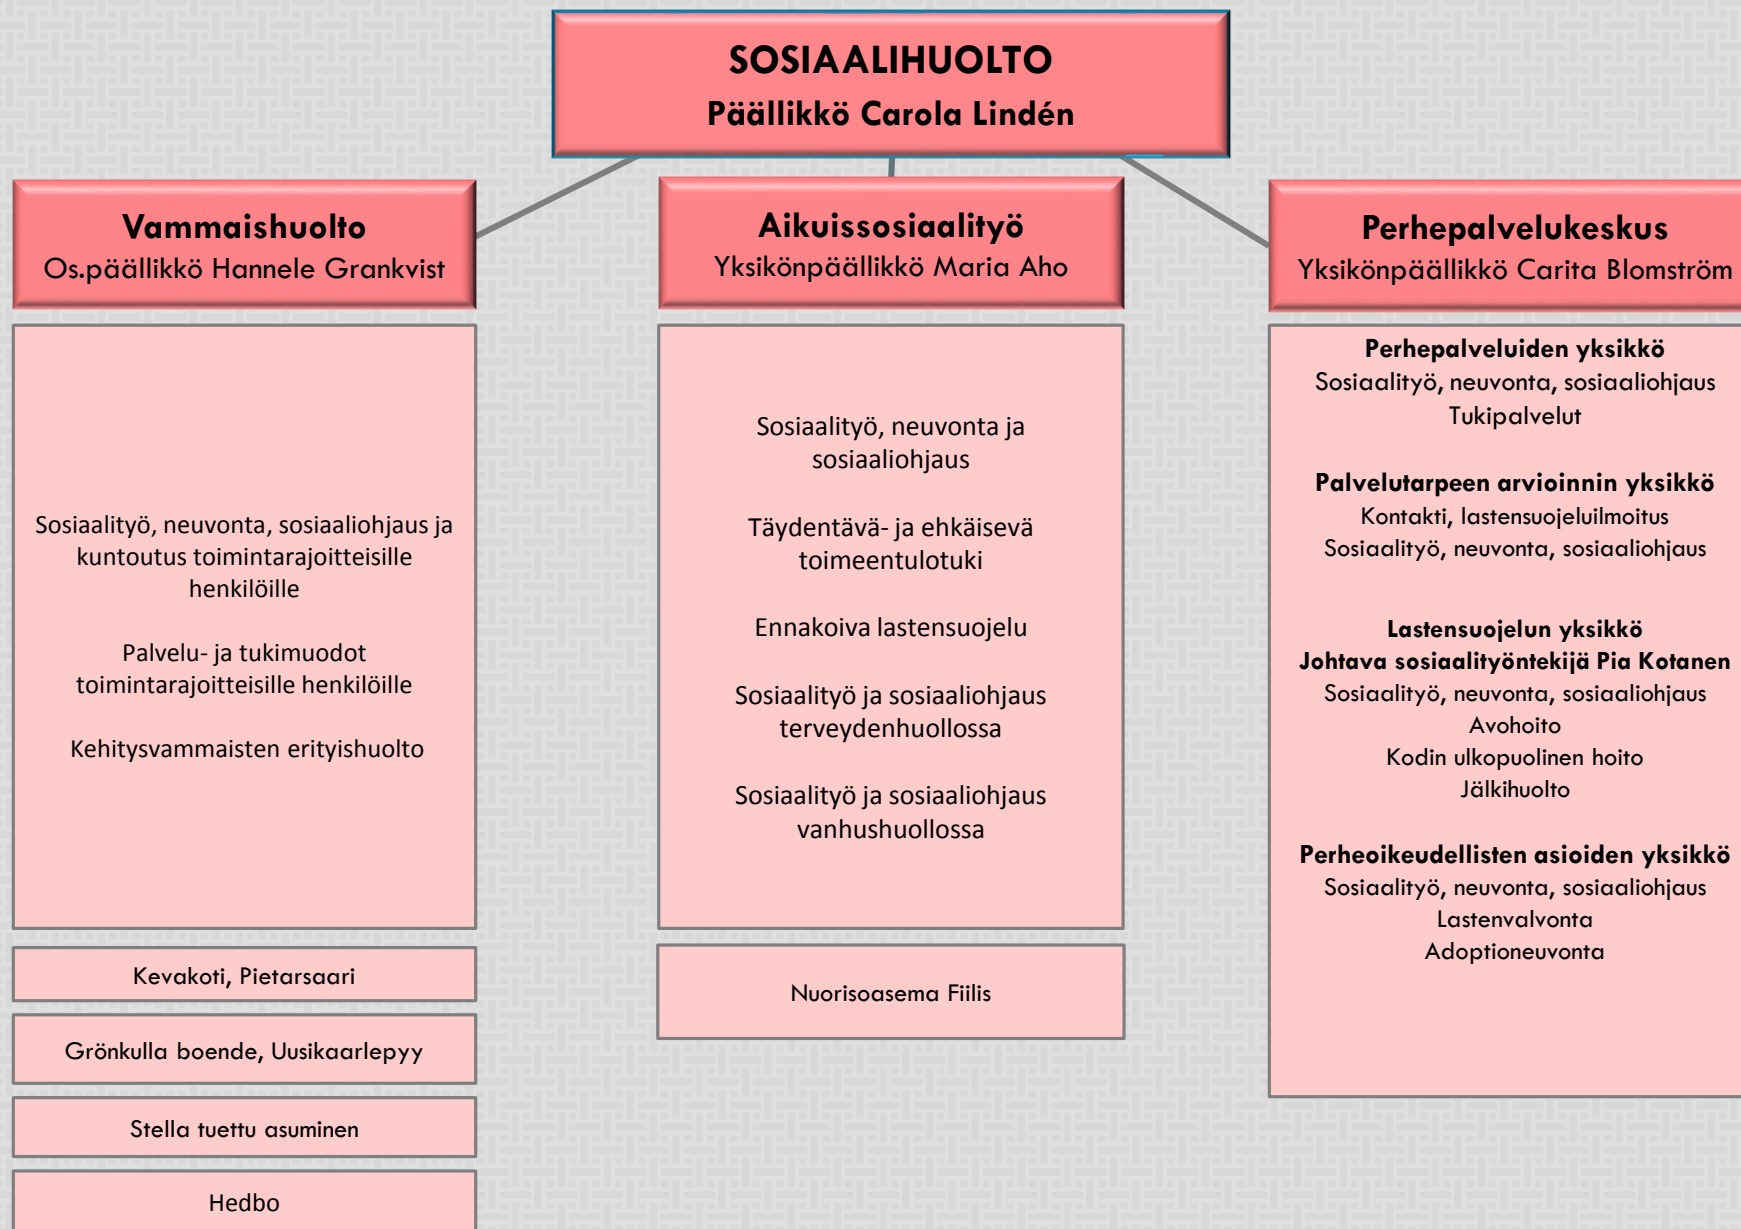 SOSIAALIHUOLTO
Päällikkö Carola Lindén
Vammaishuolto
Os.päällikkö Hannele Grankvist
Sosiaalityö, neuvonta, sosiaaliohjaus ja
kuntoutus toimintarajoitteisille
henkilöille
Palvelu- ja tukimuodot
toimintarajoitteisille henkilöille
Kehitysvammaisten erityishuolto
Kevakoti, Pietarsaari
Grönkulla boende, Uusikaarlepyy
Stella tuettu asuminen
Hedbo
Aikuissosiaalityö
Yksikönpäällikkö Maria Aho
Sosiaalityö, neuvonta ja
sosiaaliohjaus
Täydentävä- ja ehkäisevä
toimeentulotuki
Ennakoiva lastensuojelu
Sosiaalityö ja sosiaaliohjaus
terveydenhuollossa
Sosiaalityö ja sosiaaliohjaus
vanhushuollossa
Nuorisoasema Fiilis
Perhepalvelukeskus
Yksikönpäällikkö Carita Blomström
Perhepalveluiden yksikkö
Sosiaalityö, neuvonta, sosiaaliohjaus
Tukipalvelut
Palvelutarpeen arvioinnin yksikkö
Kontakti, lastensuojeluilmoitus
Sosiaalityö, neuvonta, sosiaaliohjaus
Lastensuojelun yksikkö
Johtava sosiaalityöntekijä Pia Kotanen
Sosiaalityö, neuvonta, sosiaaliohjaus
Avohoito
Kodin ulkopuolinen hoito
Jälkihuolto
Perheoikeudellisten asioiden yksikkö
Sosiaalityö, neuvonta, sosiaaliohjaus
Lastenvalvonta
Adoptioneuvonta